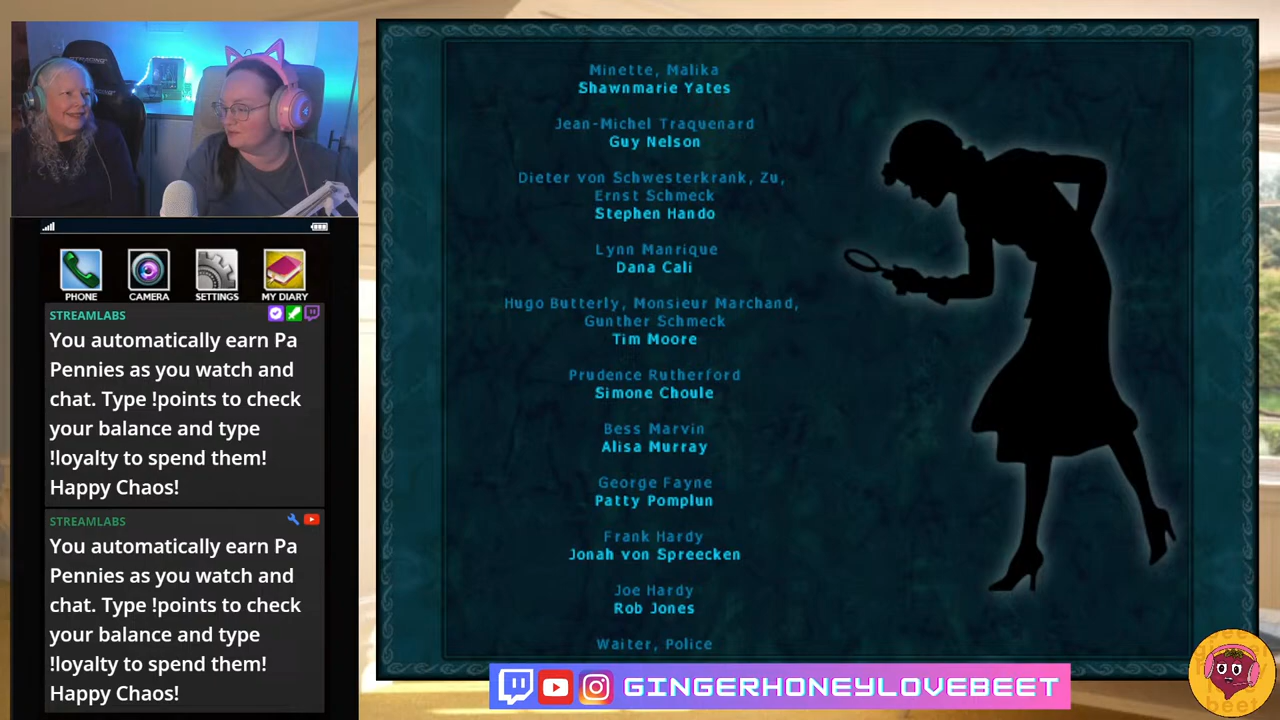 Minette, Malika
Shawnmarie Yates
Jean-Michel Traquenard
Guy Nelson
Dieter von Schwesterkrank, Zu,
Ernst Schmeck
Stephen Hando
Lynn Manrique
Dana Cali
Hugo Butterly, Monsieur Marchand,
Gunther Schmeck
Tim Moore
Prudence Rutherford
Simone Choule
Bess Marvin
Alisa Murray
George Fayne
Patty Pomplun
Frank Hardy
Jonah von Spreecken
Joe Hardy
Rob Jones
Waiter, Police
PHONE
CAMERA
SETTINGS
MY DIARY
STREAMLABS
You automatically earn Pa
Pennies as you watch and
chat. Type !points to check
your balance and type
!loyalty to spend them!
Happy Chaos!
STREAMLABS
You automatically earn Pa
Pennies as you watch and
chat. Type !points to check
your balance and type
!loyalty to spend them!
Happy Chaos!
GINGERHONEYLOVEBEET